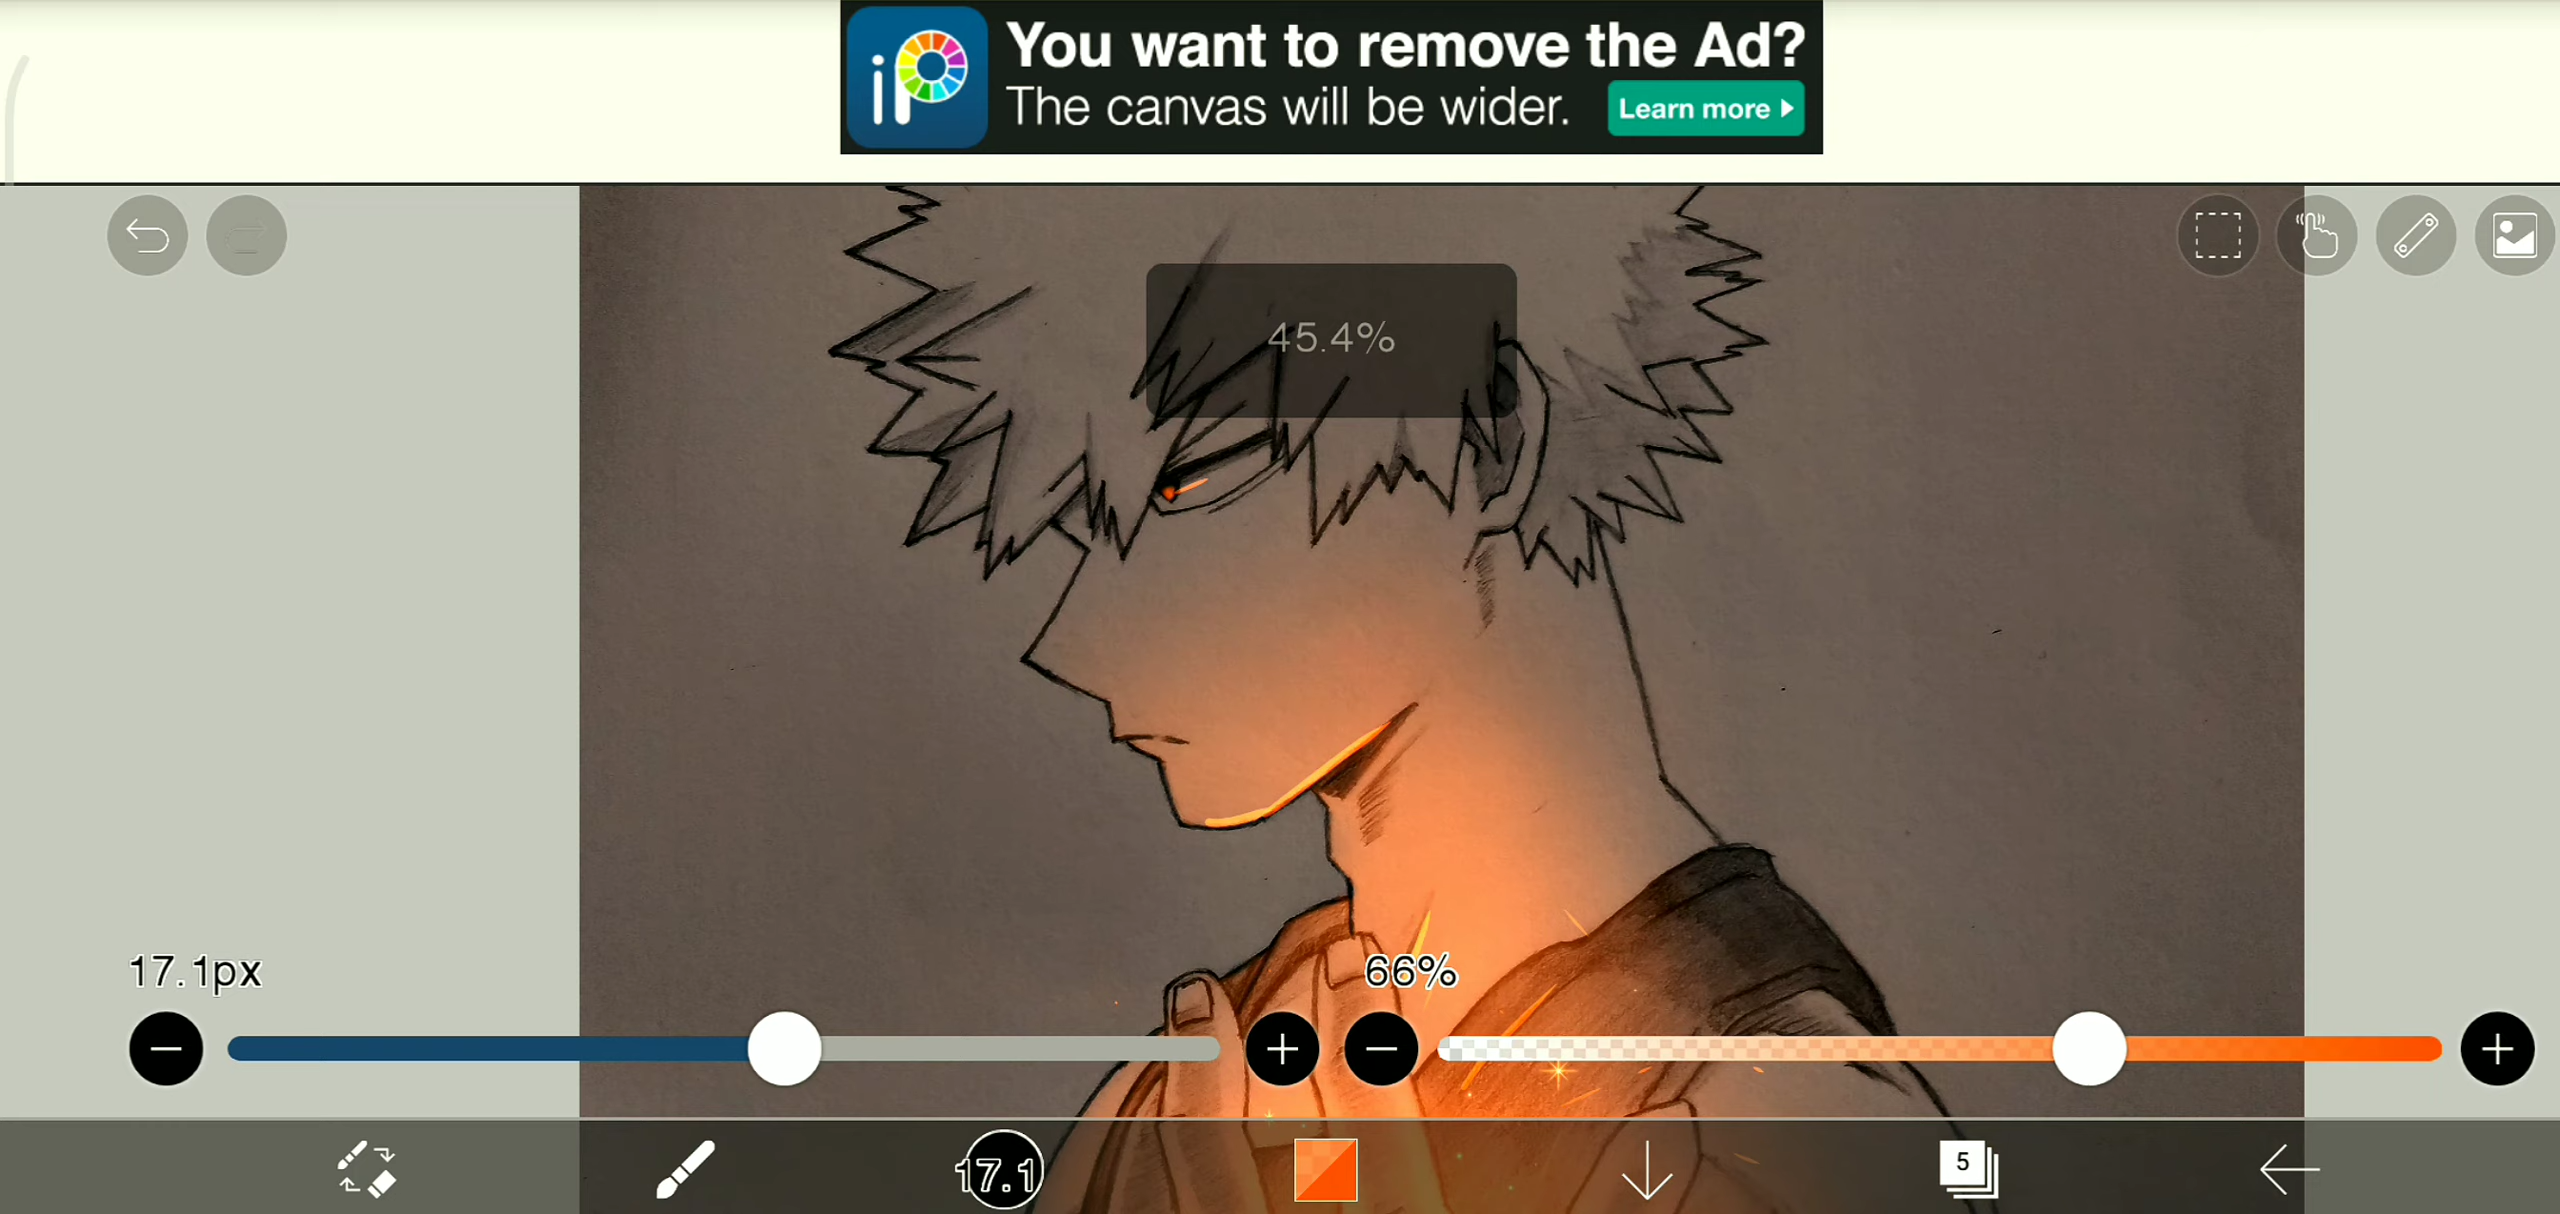 iP
You want to remove the Ad?
The canvas will be wider.
Learn more
45.4%
17.1px
66%
17.1
5